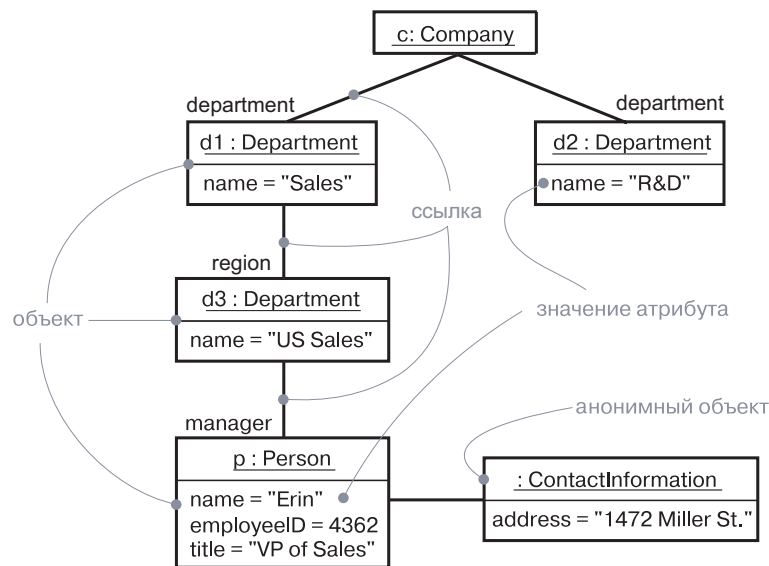 c: Company
department
department
d1 : Department
d2 : Department
name = "Sales"
name = "R&D"
ссылка
region
d3 : Department
объект
значение атрибута
name = "US Sales"
анонимный объект
manager
p : Person
: ContactInformation
name = "Erin"
employeeID = 4362
address = "1472 Miller St."
title = "VP of Sales"